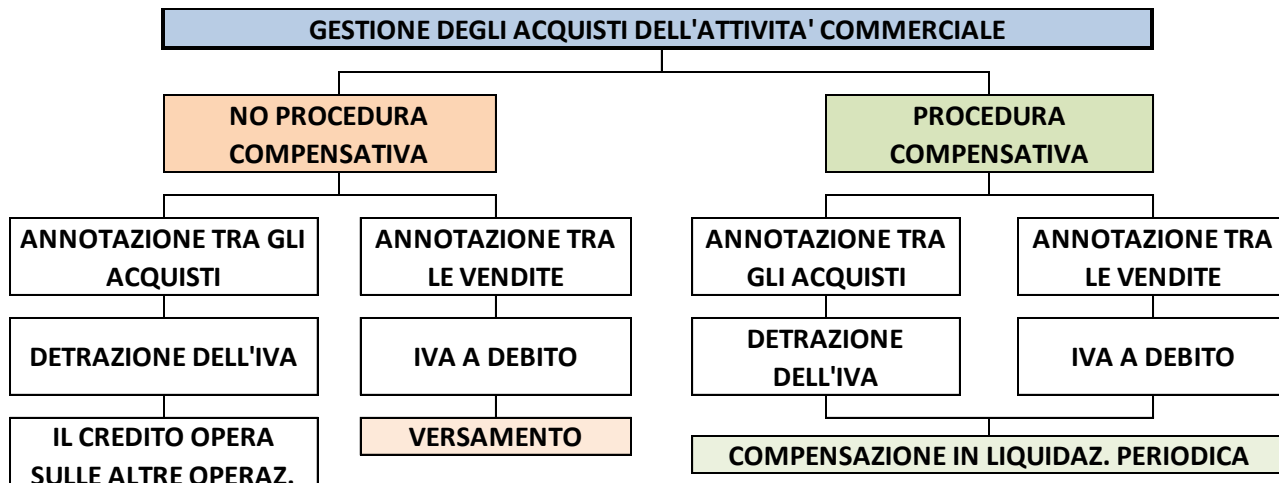 GESTIONE DEGLI ACQUISTI DELL'ATTIVITA' COMMERCIALE
NO PROCEDURA
COMPENSATIVA
PROCEDURA
COMPENSATIVA
ANNOTAZIONE TRA GLI
ACQUISTI
ANNOTAZIONE TRA
LE VENDITE
ANNOTAZIONE TRA
GLI ACQUISTI
ANNOTAZIONE TRA
LE VENDITE
DETRAZIONE DELL'IVA
IVA A DEBITO
DETRAZIONE
DELL'IVA
IVA A DEBITO
IL CREDITO OPERA
SULLE ALTRE OPERAZ.
VERSAMENTO
COMPENSAZIONE IN LIQUIDAZ. PERIODICA